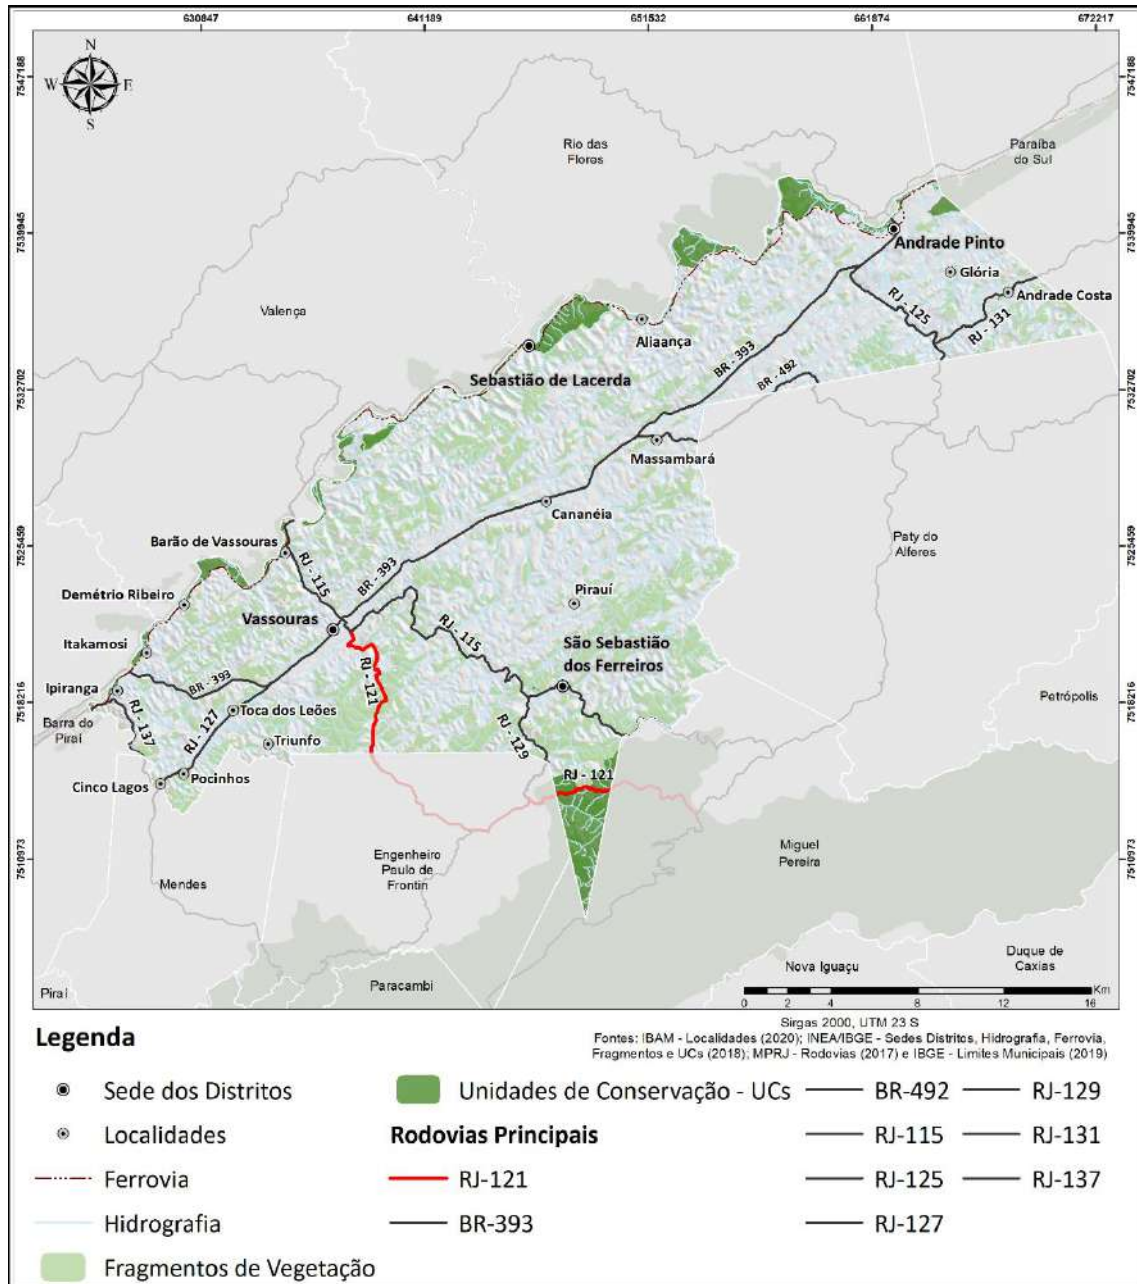 630847 641189 651532 661874 672217
N
W E
S
7547188 7547188
Rio das
Flores
Paraíba
do Sul
7539945 7539945
Andrade Pinto
Glória
Andrade Costa
RJ - 125
RJ - 131
Valença
Aliaança
BR - 393
Sebastião de Lacerda
BR - 492
7532702 7532702
Massambará
Cananéia
7525459 7525459
Barão de Vassouras
Paty do
Alferes
RJ - 115
BR - 393
Demétrio Ribeiro
Pirauí
Vassouras
RJ - 115
São Sebastião
dos Ferreiros
Itakamosi
RJ - 121
BR - 393
Ipiranga
Petrópolis
7518216 7518216
Toca dos Leões
Barra do
Piraí
RJ - 137
RJ - 127
Triunfo
RJ - 129
Pocinhos
Cinco Lagos
RJ - 121
Miguel
Pereira
Engenheiro
Paulo de
Frontin
7510973 7510973
Mendes
Duque de
Caxias
Nova Iguaçu
Paracambi
Piraí
Km
0 2 4 8 12 16
Sirgas 2000, UTM 23 S
Legenda
Fontes: IBAM - Localidades (2020); INEA/IBGE - Sedes Distritos, Hidrografia, Ferrovia,
Fragmentos e UCs (2018); MPRJ - Rodovias (2017) e IBGE - Limites Municipais (2019)
Sede dos Distritos
Localidades
Ferrovia
Hidrografia
Fragmentos de Vegetação
Unidades de Conservação - UCs
Rodovias Principais
RJ-121
BR-393
BR-492
RJ-115
RJ-125
RJ-127
RJ-129
RJ-131
RJ-137